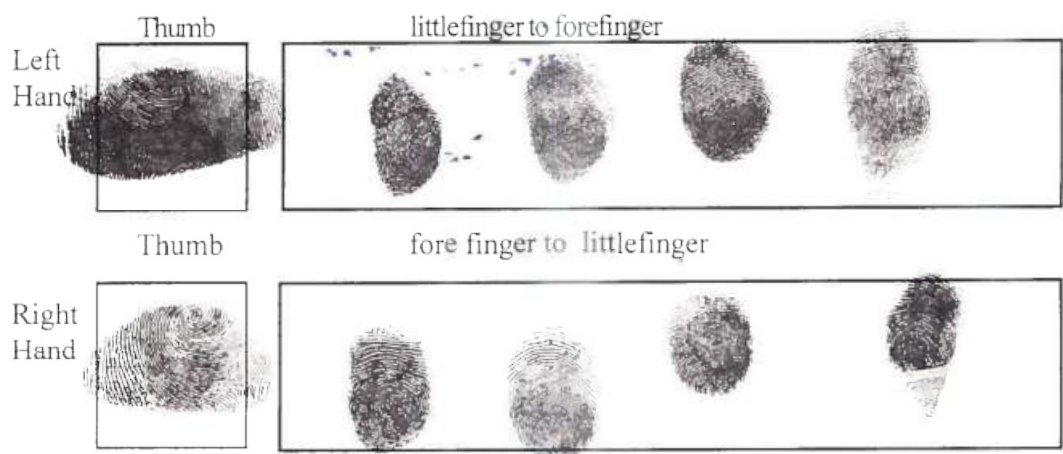 Thumb littlefinger to forefinger
Left
Hand
Thumb fore finger to littlefinger
Right
Hand